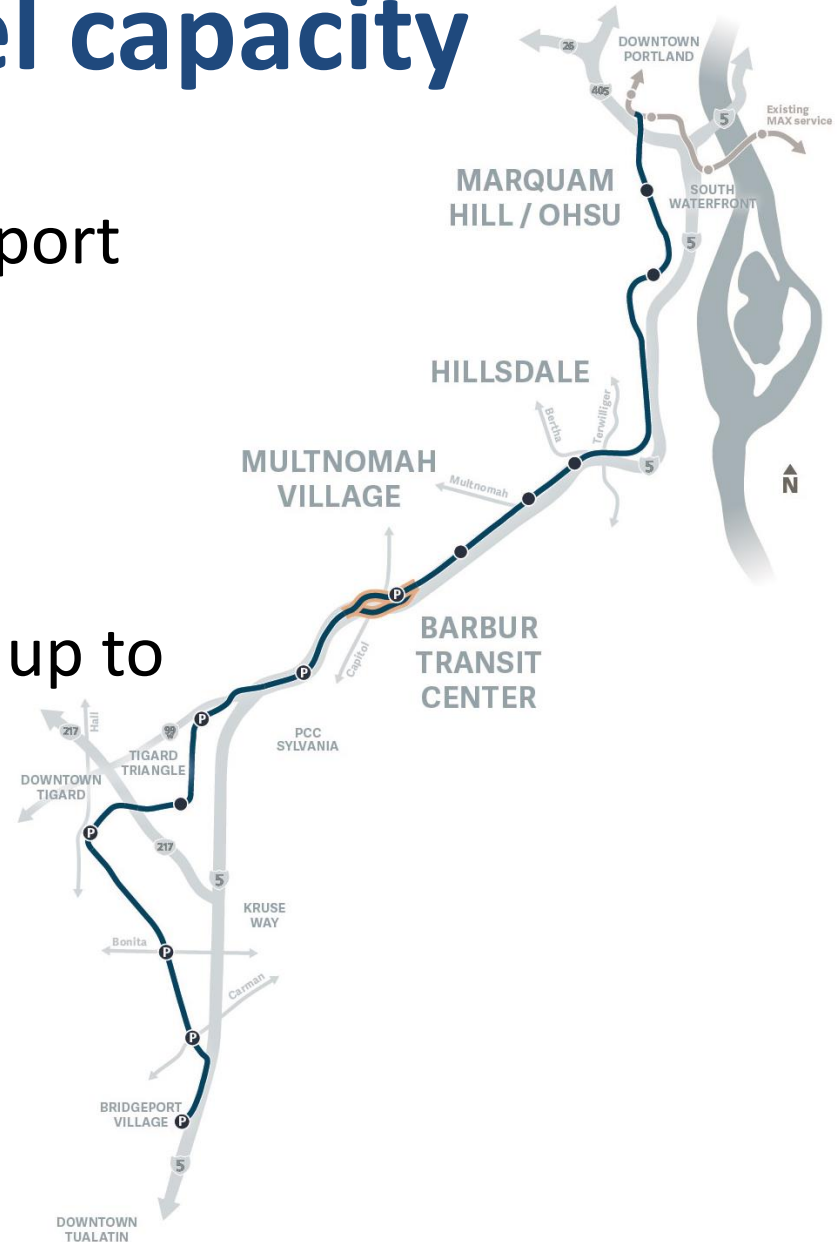 el capacity
port
up to
26
DOWNTOWN
PORTLAND
405
Existing
MAX service
5
MARQUAM
HILL / OHSU
SOUTH
WATERFRONT
5
HILLSDALE
Bertha
Terwilliger
5
MULTNOMAH
VILLAGE
Multnomah
N
P
BARBUR
TRANSIT
CENTER
Capitol
P
P
217
Hall
99
W
PCC
SYLVANIA
TIGARD
TRIANGLE
DOWNTOWN
TIGARD
P
217
5
KRUSE
WAY
Bonita
P
Carman
P
BRIDGEPORT
VILLAGE
P
5
DOWNTOWN
TUALATIN